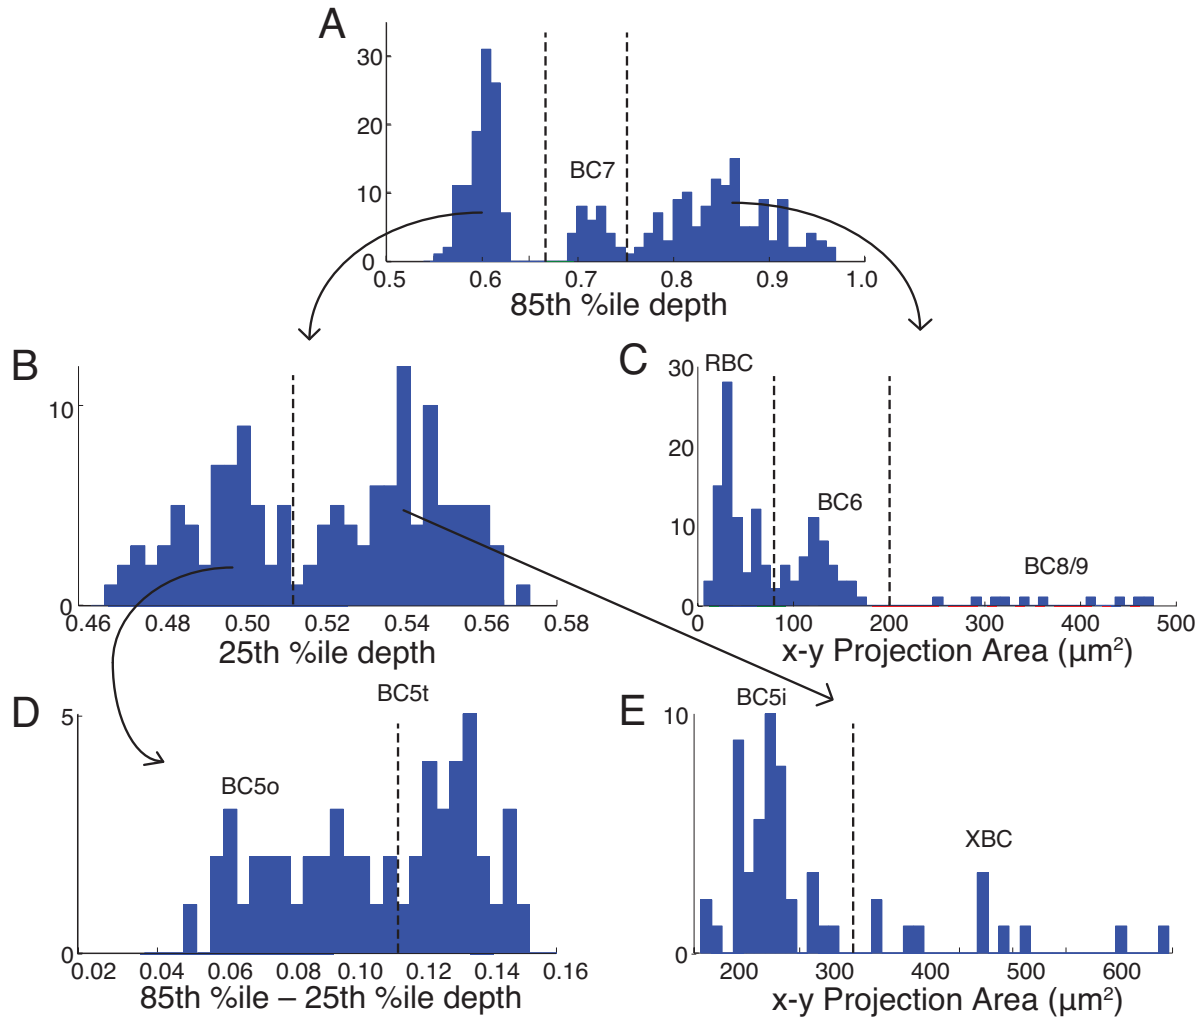 A
30
20
10
0
BC7
0.5 0.6 0.7 0.8 0.9 1.0
85th %ile depth
B
10
0
0.46 0.48 0.50 0.52 0.54 0.56 0.58
25th %ile depth
C
30
20
10
0
RBC
BC6
BC8/9
0 100 200 300 400 500
x-y Projection Area (µm²)
D
5
0
BC5o
BC5t
0.02 0.04 0.06 0.08 0.10 0.12 0.14 0.16
85th %ile – 25th %ile depth
E
10
5
0
BC5i
XBC
200 300 400 500 600
x-y Projection Area (µm²)